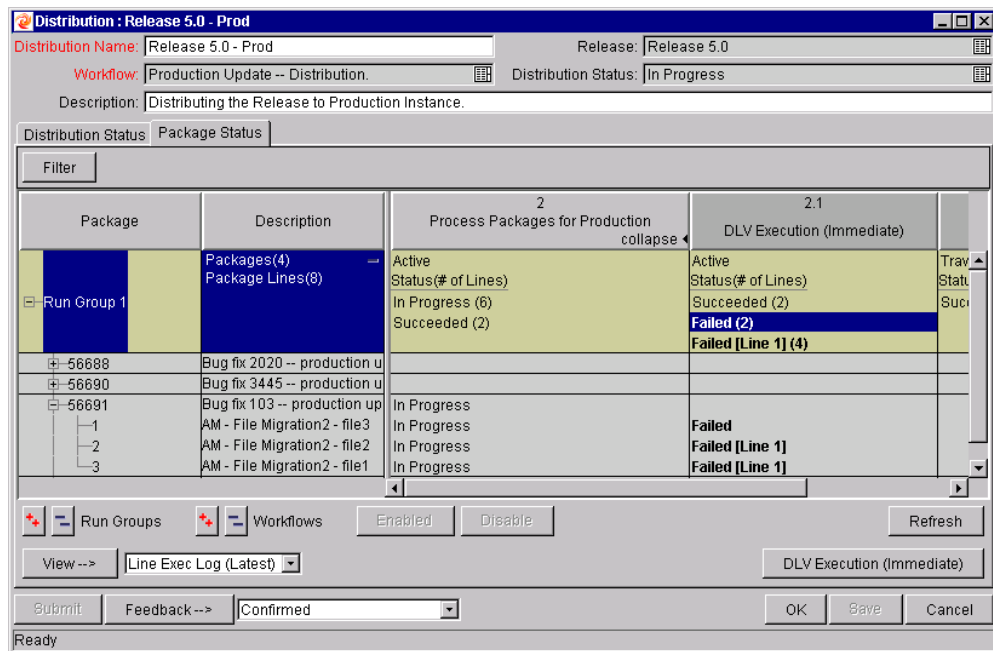 Distribution : Release 5.0 - Prod
Distribution Name: Release 5.0 - Prod Release: Release 5.0
Workflow: Production Update -- Distribution. Distribution Status: In Progress
Description: Distributing the Release to Production Instance.
Distribution Status Package Status
Filter
Package Description 2 Process Packages for Production collapse 2.1 DLV Execution (Immediate)
Run Group 1
Packages(4)
Package Lines(8)
Active
Status(# of Lines)
In Progress (6)
Succeeded (2)
Active
Status(# of Lines)
Succeeded (2)
Failed (2)
Failed [Line 1] (4)
Trav
Statu
Suc
56688 Bug fix 2020 -- production u
56690 Bug fix 3445 -- production u
56691 Bug fix 103 -- production up In Progress
1 AM - File Migration2 - file3 In Progress Failed
2 AM - File Migration2 - file2 In Progress Failed [Line 1]
3 AM - File Migration2 - file1 In Progress Failed [Line 1]
Run Groups Workflows Enabled Disable Refresh
View --> Line Exec Log (Latest) DLV Execution (Immediate)
Submit Feedback --> Confirmed OK Save Cancel
Ready